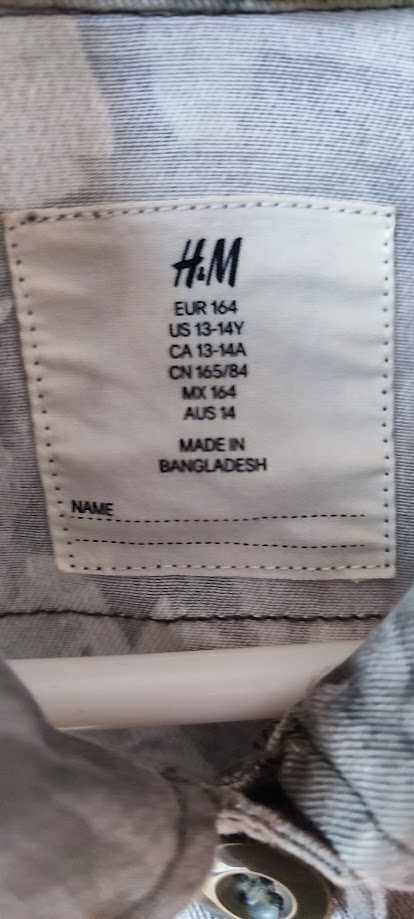 H&M
EUR 164
US 13-14Y
CA 13-14A
CN 165/84
MX 164
AUS 14
MADE IN
BANGLADESH
NAME